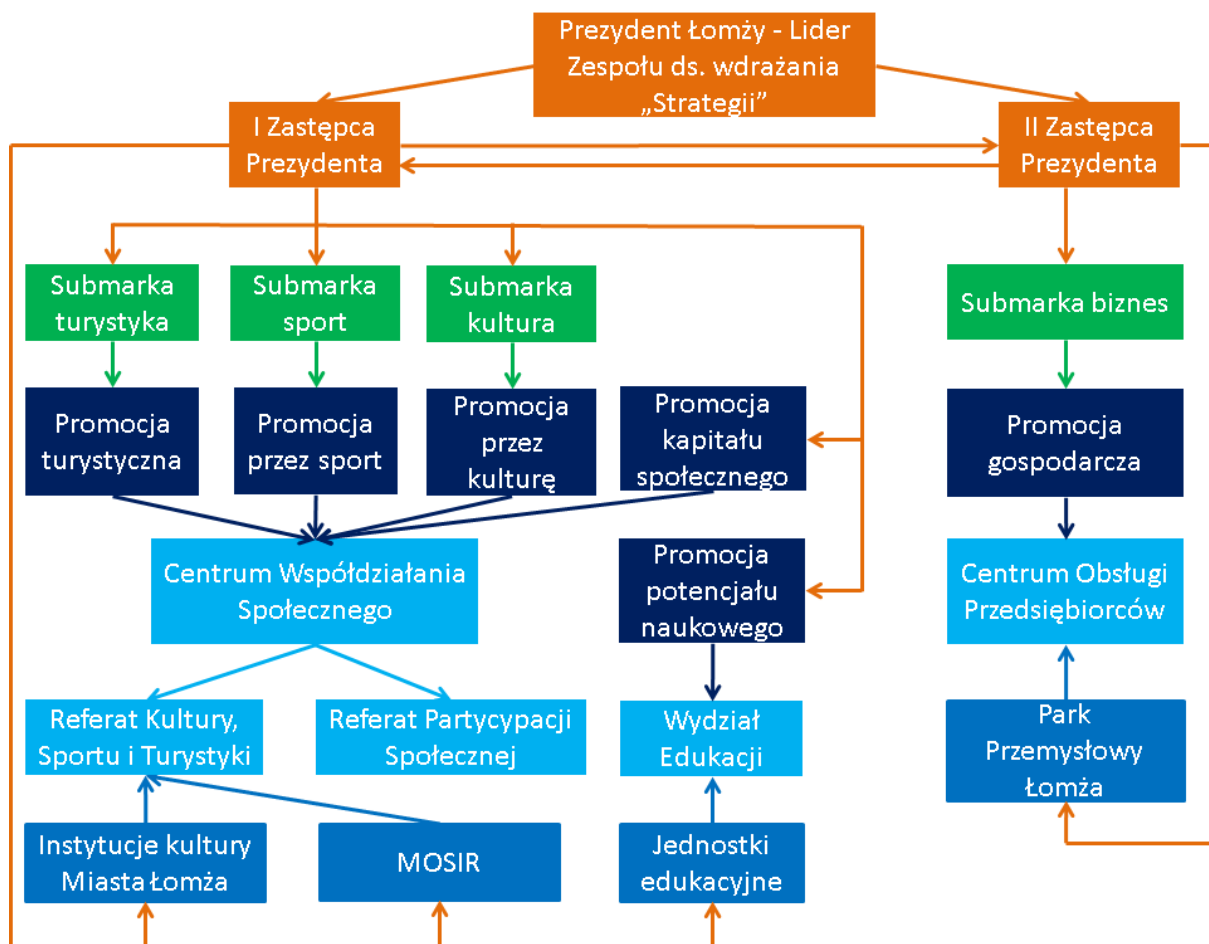 Prezydent Łomży - Lider
Zespołu ds. wdrażania
„Strategii”
I Zastępca
Prezydenta
II Zastępca
Prezydenta
Submarka
turystyka
Submarka
sport
Submarka
kultura
Submarka biznes
Promocja
turystyczna
Promocja
przez sport
Promocja
przez
kulturę
Promocja
kapitału
społecznego
Promocja
gospodarcza
Centrum Współdziałania
Społecznego
Promocja
potencjału
naukowego
Centrum Obsługi
Przedsiębiorców
Referat Kultury,
Sportu i Turystyki
Referat Partycypacji
Społecznej
Wydział
Edukacji
Park
Przemysłowy
Łomża
Instytucje kultury
Miasta Łomża
MOSIR
Jednostki
edukacyjne